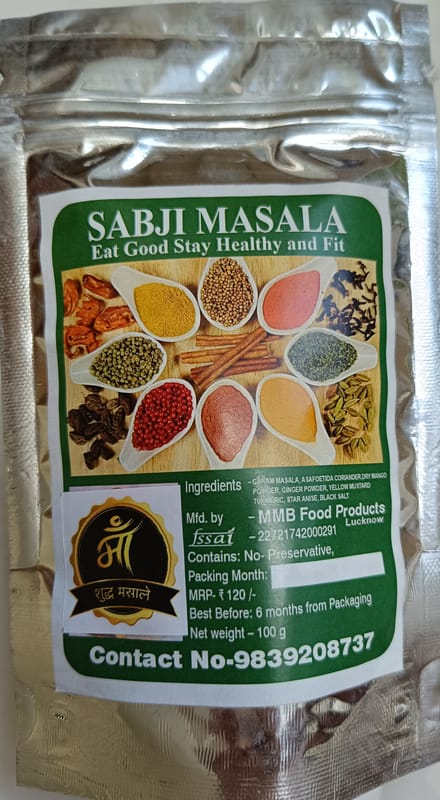 SABJI MASALA
Eat Good Stay Healthy and Fit
Ingredients - GARAM MASALA, ASAFOETIDA CORIANDER,DRY MANGO
POWDER, GINGER POWDER, YELLOW MUSTARD
TURMERIC, STAR ANISE, BLACK SALT
Mfd. by - MMB Food Products
Lucknow
fssai - 22721742000291
Contains: No- Preservative,
Packing Month:
MRP- ₹ 120 /-
Best Before: 6 months from Packaging
Net weight – 100 g
माँ
शुद्ध मसाले
Contact No-9839208737